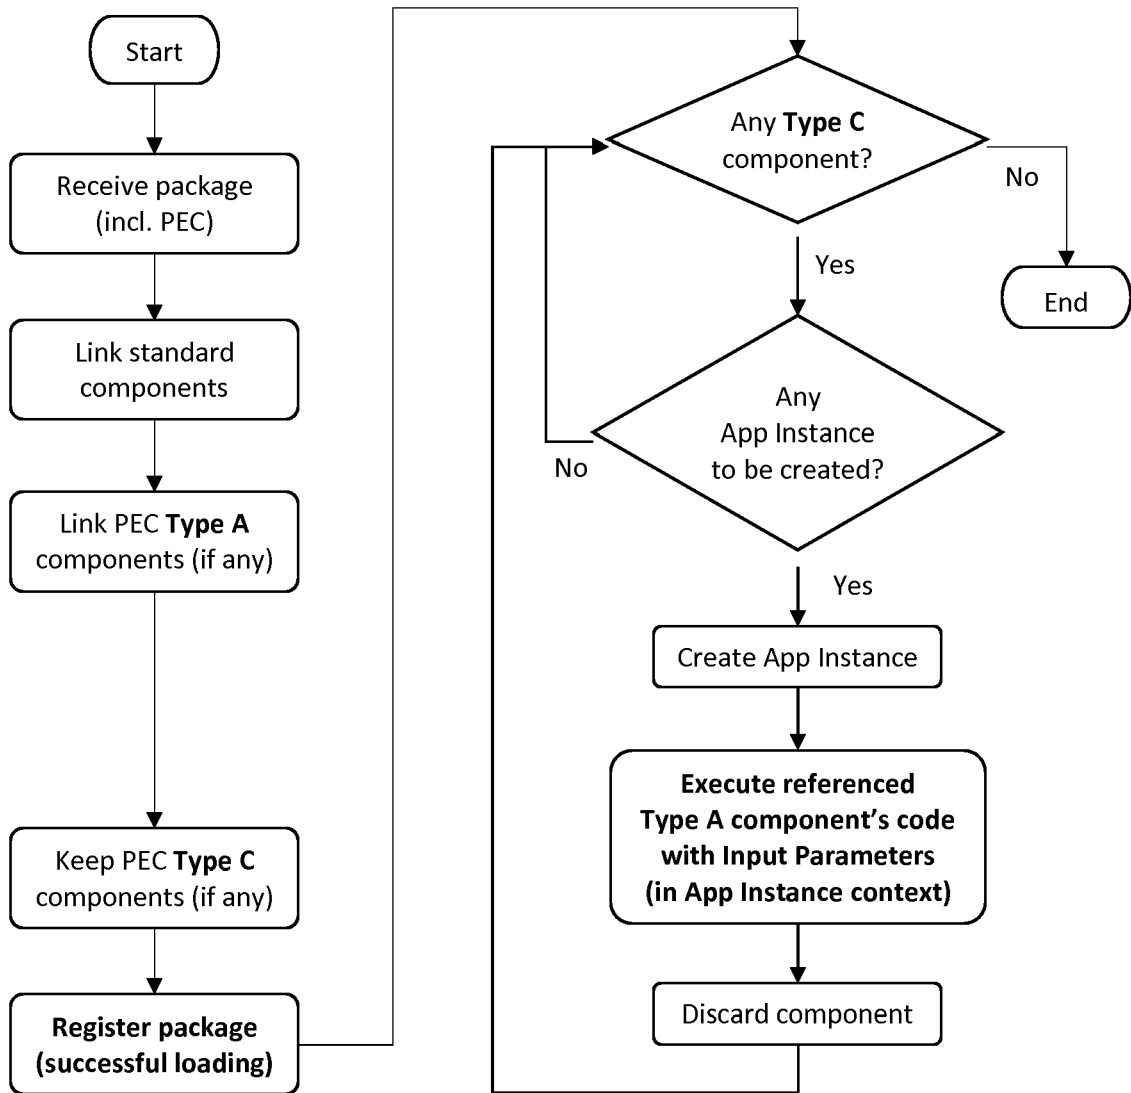 Start
Receive package
(incl. PEC)
Link standard
components
Link PEC Type A
components (if any)
Keep PEC Type C
components (if any)
Register package
(successful loading)
Any Type C
component?
No
End
Yes
Any
App Instance
to be created?
No
Yes
Create App Instance
Execute referenced
Type A component’s code
with Input Parameters
(in App Instance context)
Discard component